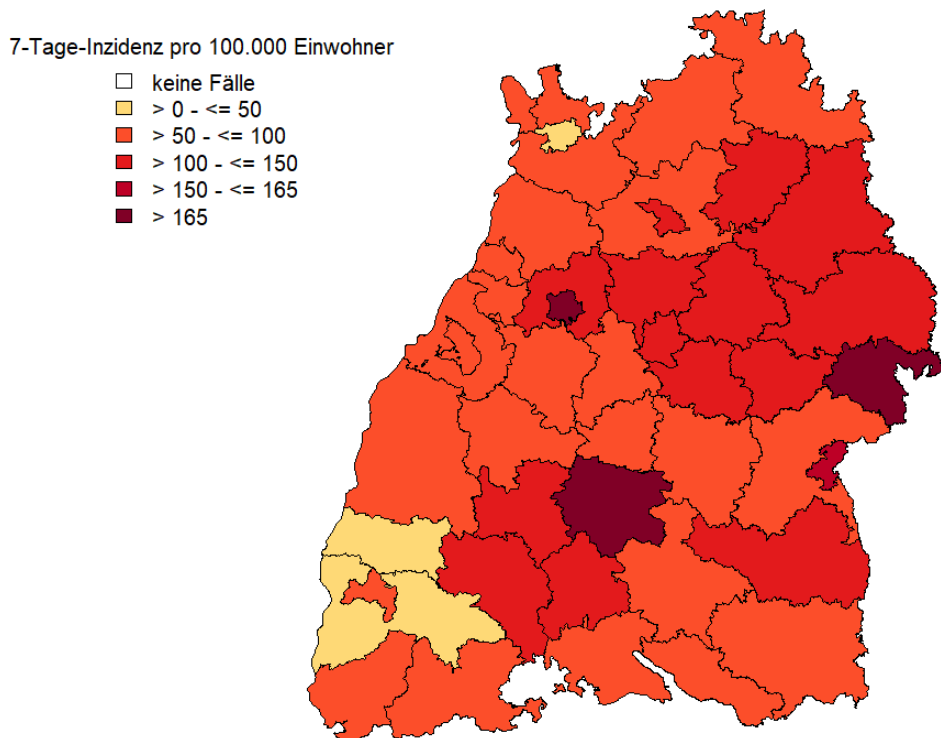 7-Tage-Inzidenz pro 100.000 Einwohner
keine Fälle
> 0 - <= 50
> 50 - <= 100
> 100 - <= 150
> 150 - <= 165
> 165